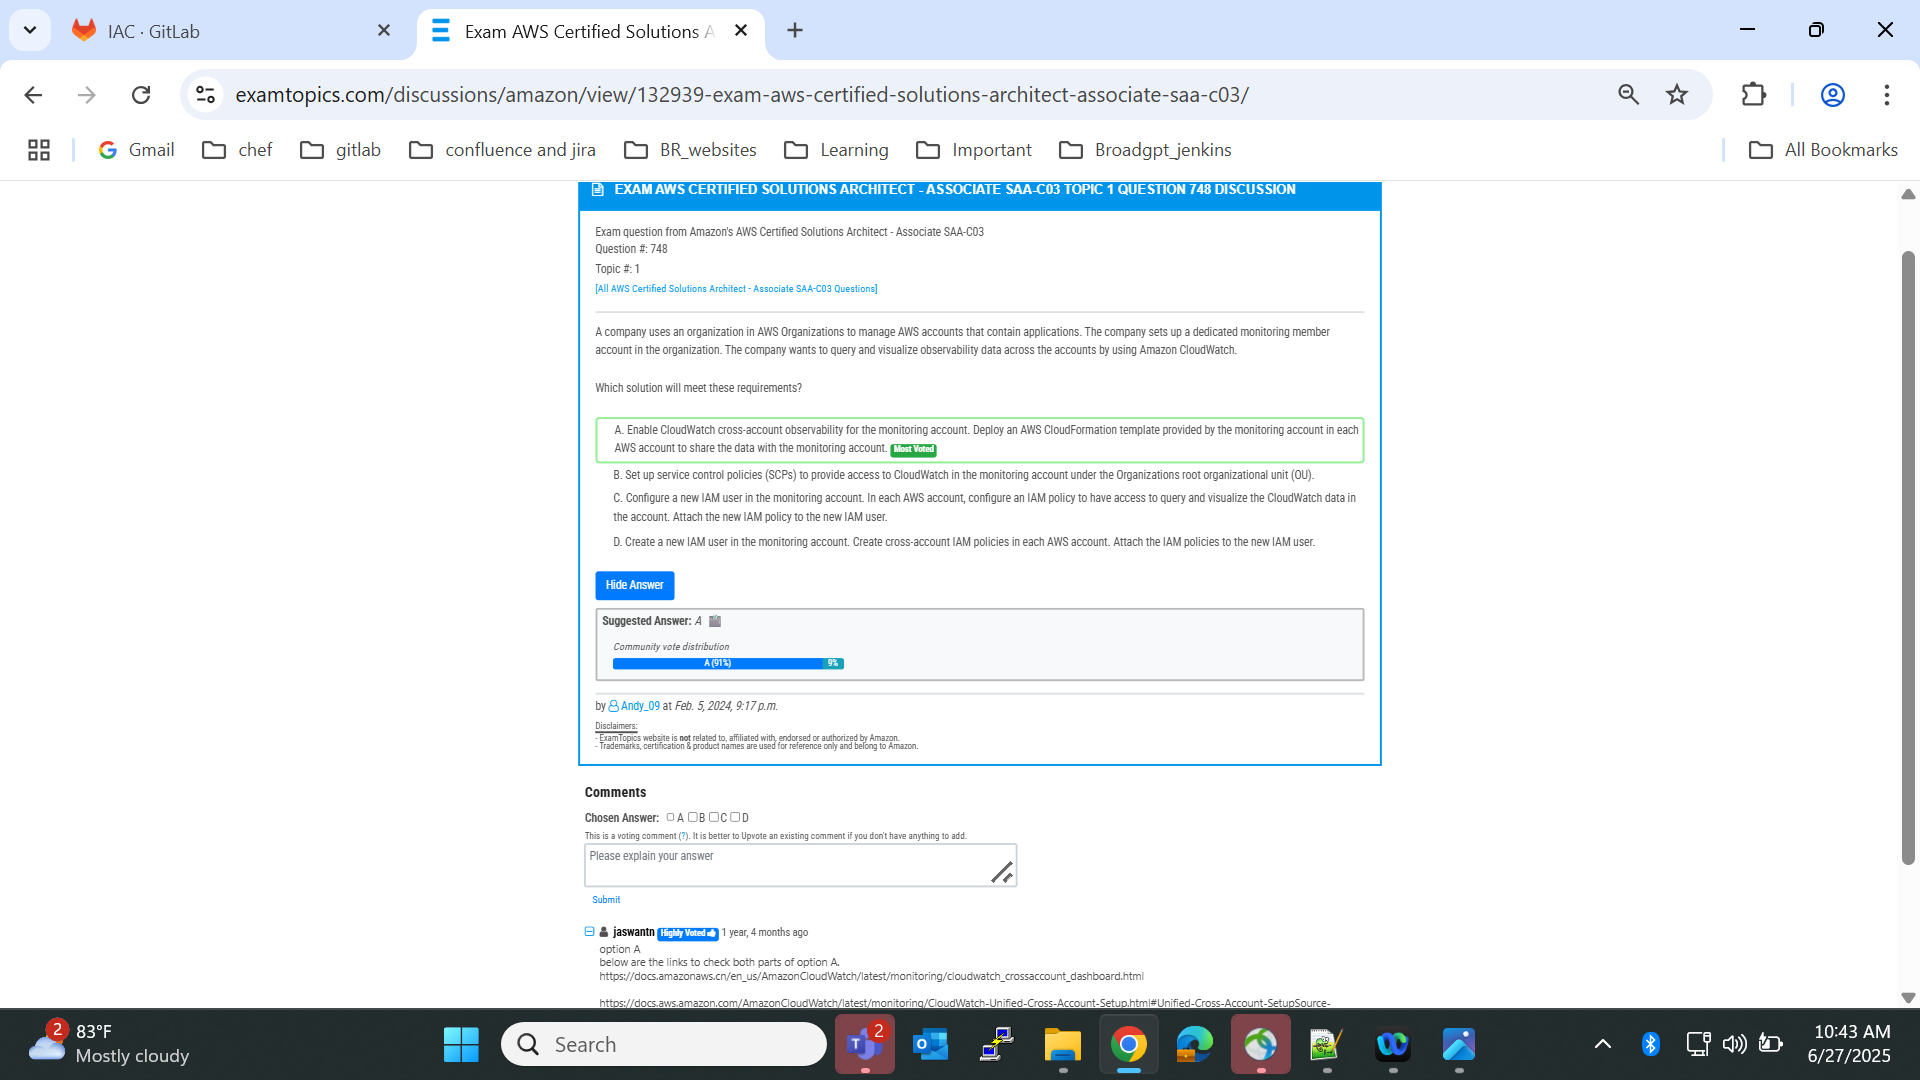 IAC · GitLab
Exam AWS Certified Solutions A
examtopics.com/discussions/amazon/view/132939-exam-aws-certified-solutions-architect-associate-saa-c03/
Gmail
chef
gitlab
confluence and jira
BR_websites
Learning
Important
Broadgpt_jenkins
All Bookmarks
EXAM AWS CERTIFIED SOLUTIONS ARCHITECT - ASSOCIATE SAA-C03 TOPIC 1 QUESTION 748 DISCUSSION
Exam question from Amazon's AWS Certified Solutions Architect - Associate SAA-C03
Question #: 748
Topic #: 1
[All AWS Certified Solutions Architect - Associate SAA-C03 Questions]
A company uses an organization in AWS Organizations to manage AWS accounts that contain applications. The company sets up a dedicated monitoring member
account in the organization. The company wants to query and visualize observability data across the accounts by using Amazon CloudWatch.
Which solution will meet these requirements?
A. Enable CloudWatch cross-account observability for the monitoring account. Deploy an AWS CloudFormation template provided by the monitoring account in each
AWS account to share the data with the monitoring account. Most Voted
B. Set up service control policies (SCPs) to provide access to CloudWatch in the monitoring account under the Organizations root organizational unit (OU).
C. Configure a new IAM user in the monitoring account. In each AWS account, configure an IAM policy to have access to query and visualize the CloudWatch data in
the account. Attach the new IAM policy to the new IAM user.
D. Create a new IAM user in the monitoring account. Create cross-account IAM policies in each AWS account. Attach the IAM policies to the new IAM user.
Hide Answer
Suggested Answer: A
Community vote distribution
A (91%) 9%
by Andy_09 at Feb. 5, 2024, 9:17 p.m.
Disclaimers:
- ExamTopics website is not related to, affiliated with, endorsed or authorized by Amazon.
- Trademarks, certification & product names are used for reference only and belong to Amazon.
Comments
Chosen Answer: A B C D
This is a voting comment (?). It is better to Upvote an existing comment if you don't have anything to add.
Please explain your answer
Submit
jaswantn Highly Voted 1 year, 4 months ago
option A
below are the links to check both parts of option A.
https://docs.amazonaws.cn/en_us/AmazonCloudWatch/latest/monitoring/cloudwatch_crossaccount_dashboard.html
https://docs.aws.amazon.com/AmazonCloudWatch/latest/monitoring/CloudWatch-Unified-Cross-Account-Setup.html#Unified-Cross-Account-SetupSource-
2
83°F
Mostly cloudy
Search
2
10:43 AM
6/27/2025